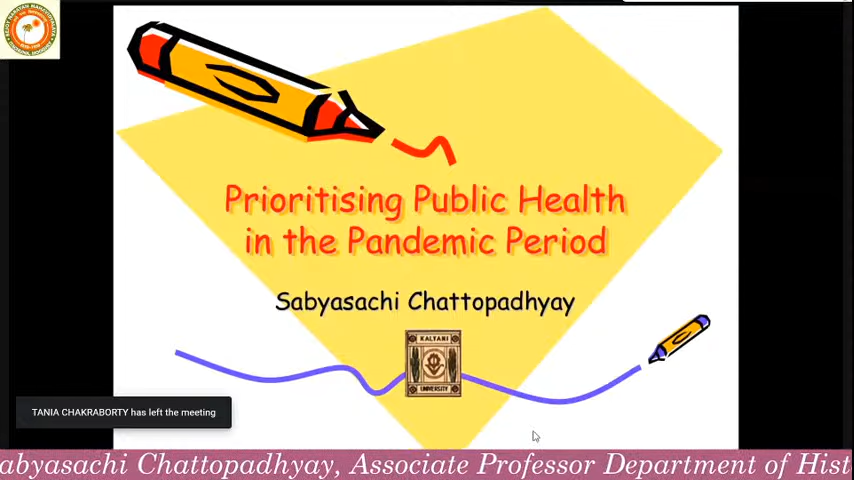 Prioritising Public Health
in the Pandemic Period
Sabyasachi Chattopadhyay
KALYANI
UNIVERSITY
TANIA CHAKRABORTY has left the meeting
abyasachi Chattopadhyay, Associate Professor Department of Hist